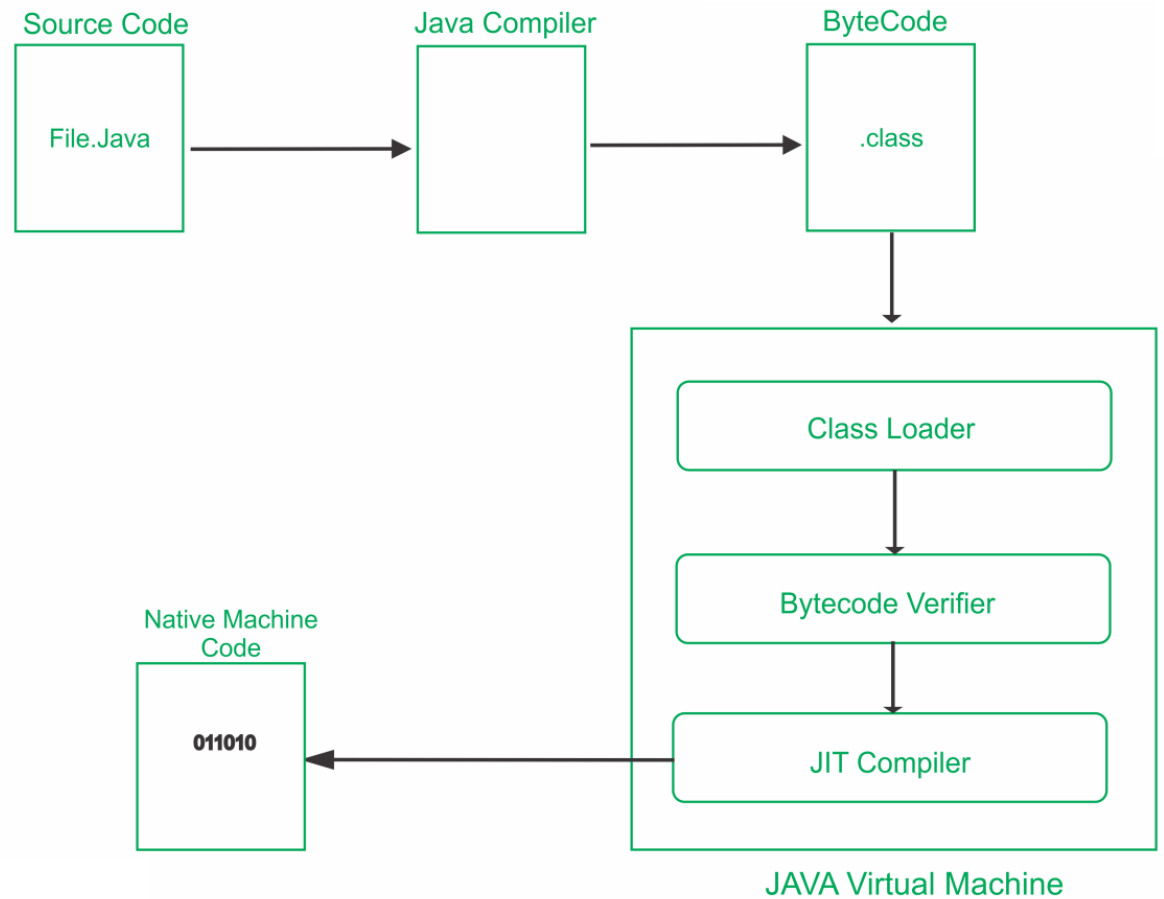 Source Code
Java Compiler
ByteCode
File.Java
.class
Class Loader
Bytecode Verifier
JIT Compiler
JAVA Virtual Machine
Native Machine
Code
011010